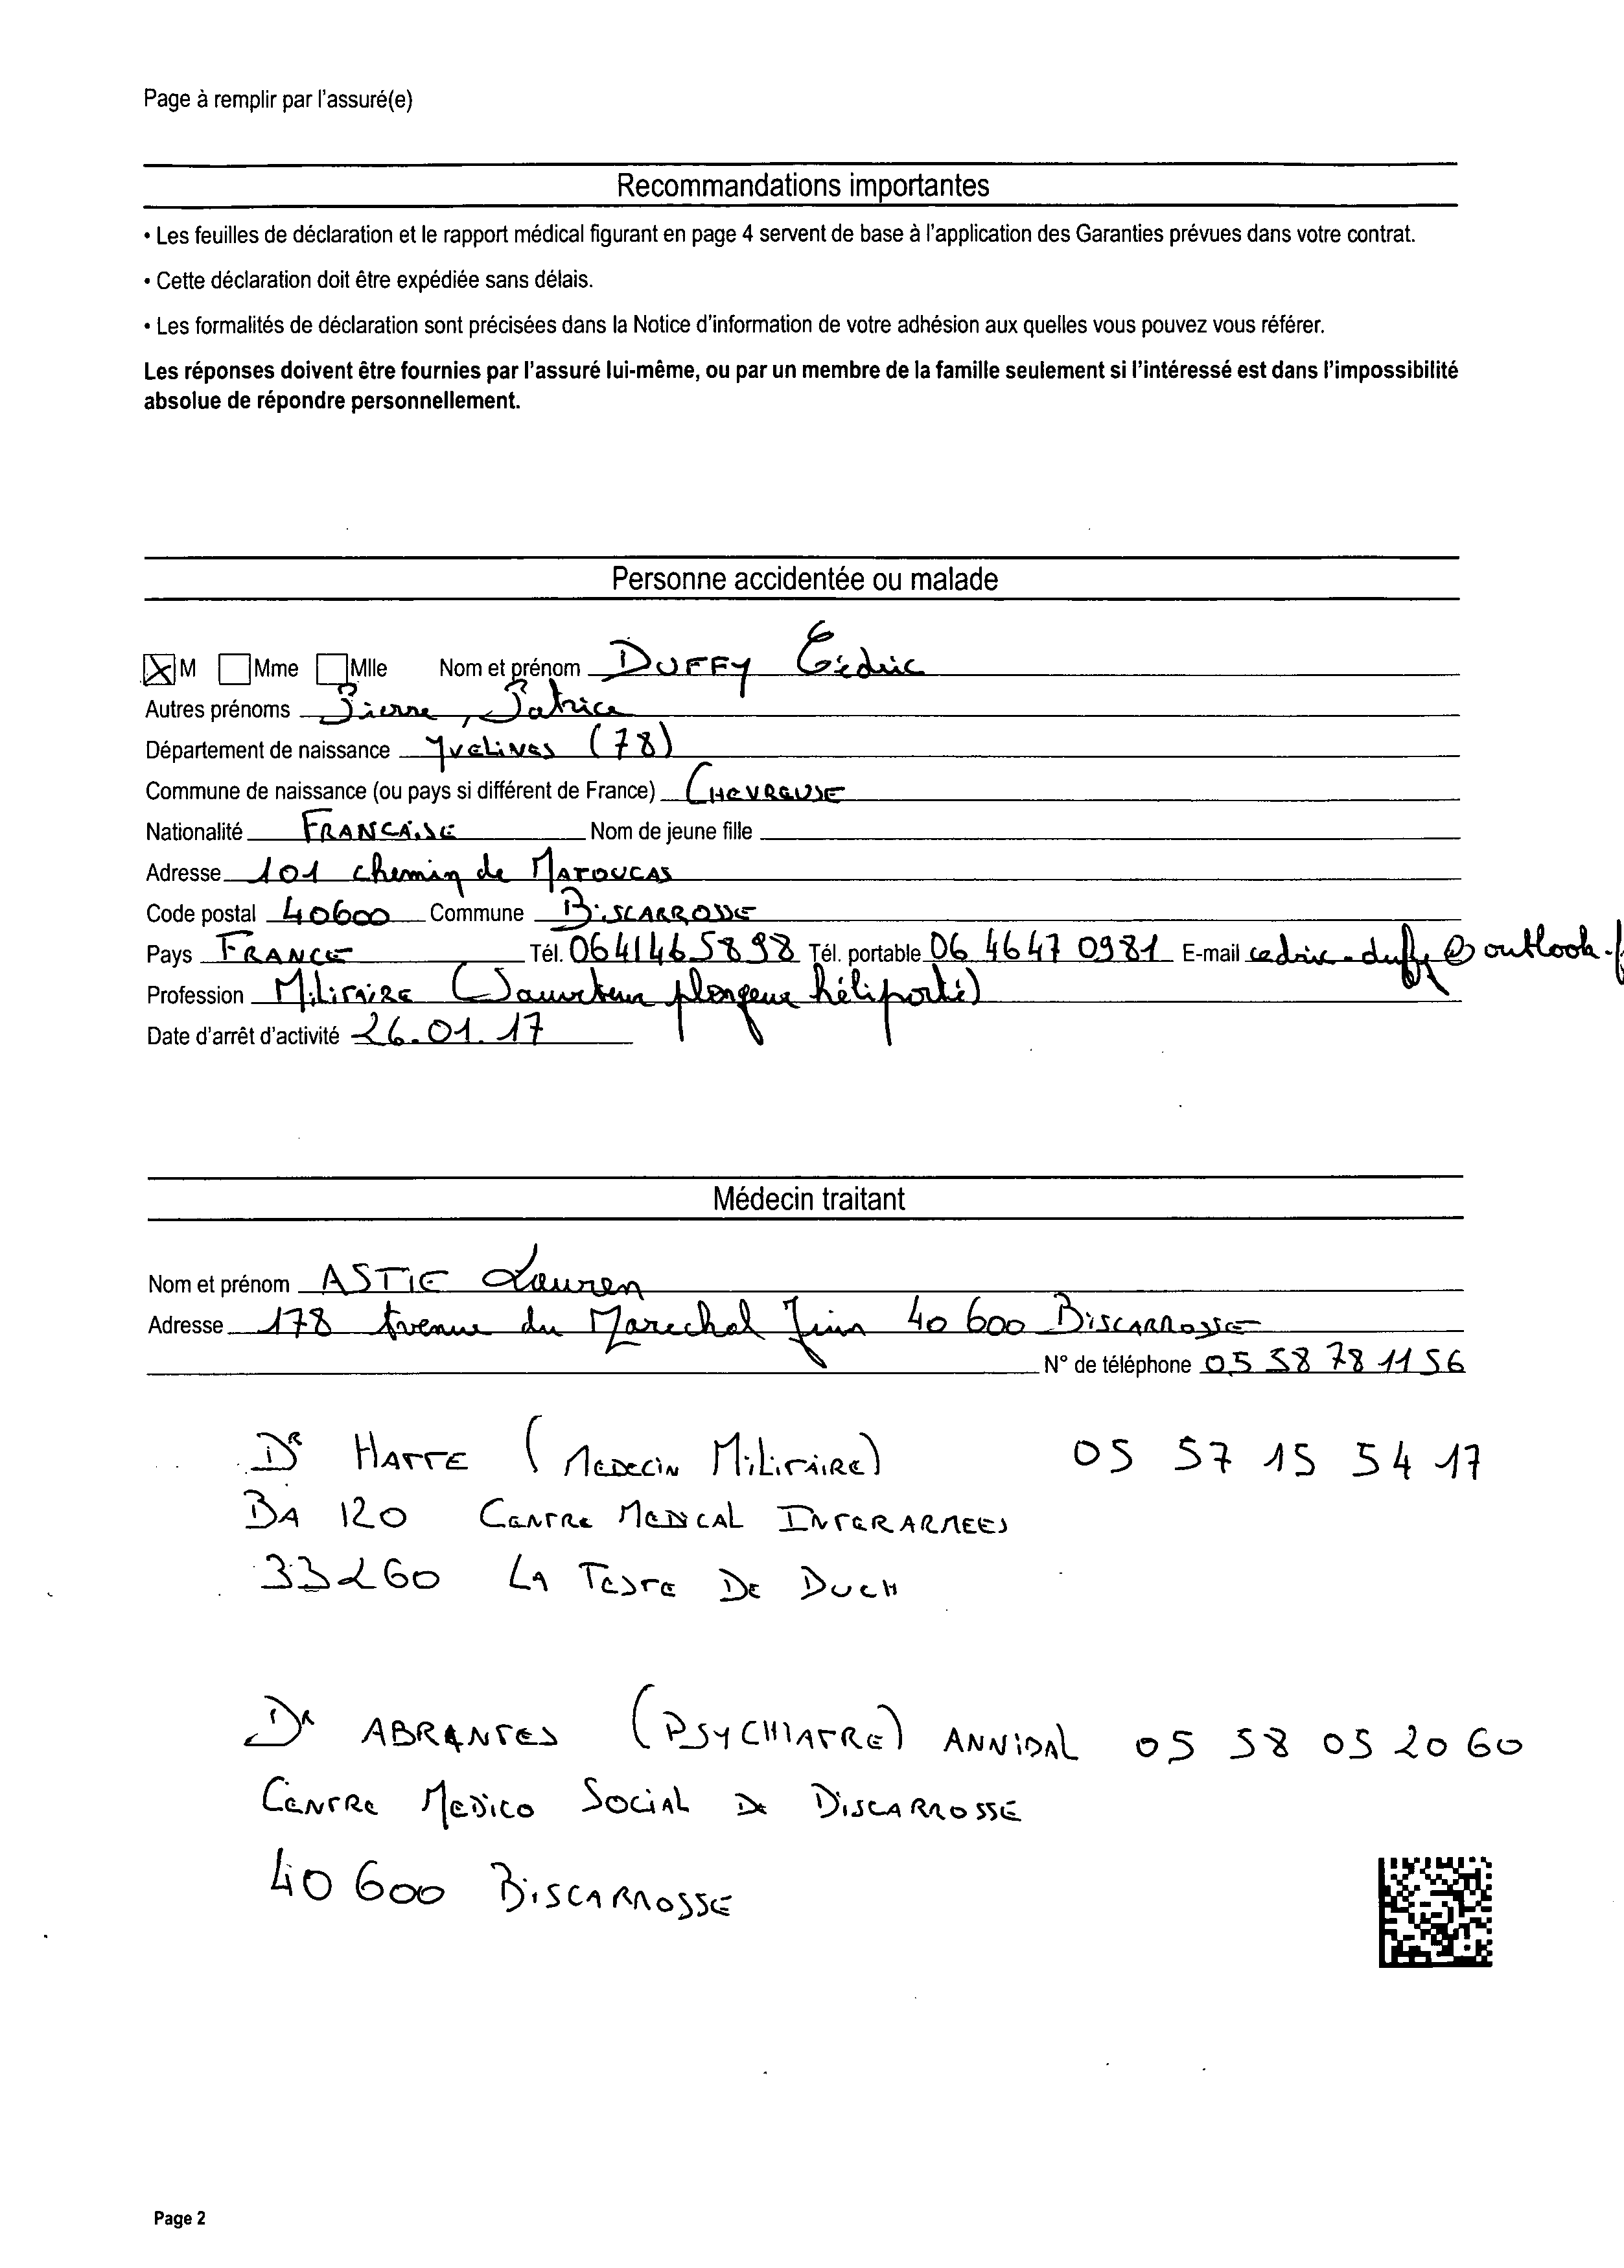 Page à remplir par l'assuré(e)
Recommandations importantes
• Les feuilles de déclaration et le rapport médical figurant en page 4 servent de base à l'application des Garanties prévues dans votre contrat.
• Cette déclaration doit être expédiée sans délais.
• Les formalités de déclaration sont précisées dans la Notice d'information de votre adhésion aux quelles vous pouvez vous référer.
Les réponses doivent être fournies par l'assuré lui-même, ou par un membre de la famille seulement si l'intéressé est dans l'impossibilité
absolue de répondre personnellement.
Personne accidentée ou malade
X M Mme Mlle Nom et prénom DUFFY Cédric
Autres prénoms Pierre, Patrice
Département de naissance YVELINES (78)
Commune de naissance (ou pays si différent de France) CHEVREUSE
Nationalité FRANCAISE Nom de jeune fille
Adresse 101 chemin de MATOUCAS
Code postal 40600 Commune BISCARROSSE
Pays FRANCE Tél. 0641465898 Tél. portable 06 46 47 0981 E-mail cedric-duffy@outlook.f
Profession MILITAIRE (Sauveteur plongeur héliporté)
Date d'arrêt d'activité 26.01.17
Médecin traitant
Nom et prénom ASTIE Lauren
Adresse 178 Avenue du Marechal Juin 40 600 BISCARROSSE
N° de téléphone 05 58 78 11 56
DR HATTE (MEDECIN MILITAIRE) 05 57 15 54 17
BA 120 CENTRE MEDICAL INTERARMEES
33260 LA TESTE DE BUCH
DR ABRANTES (PSYCHIATRE) ANNIDAL 05 58 05 20 60
CENTRE MEDICO SOCIAL DE BISCARROSSE
40 600 BISCARROSSE
Page 2